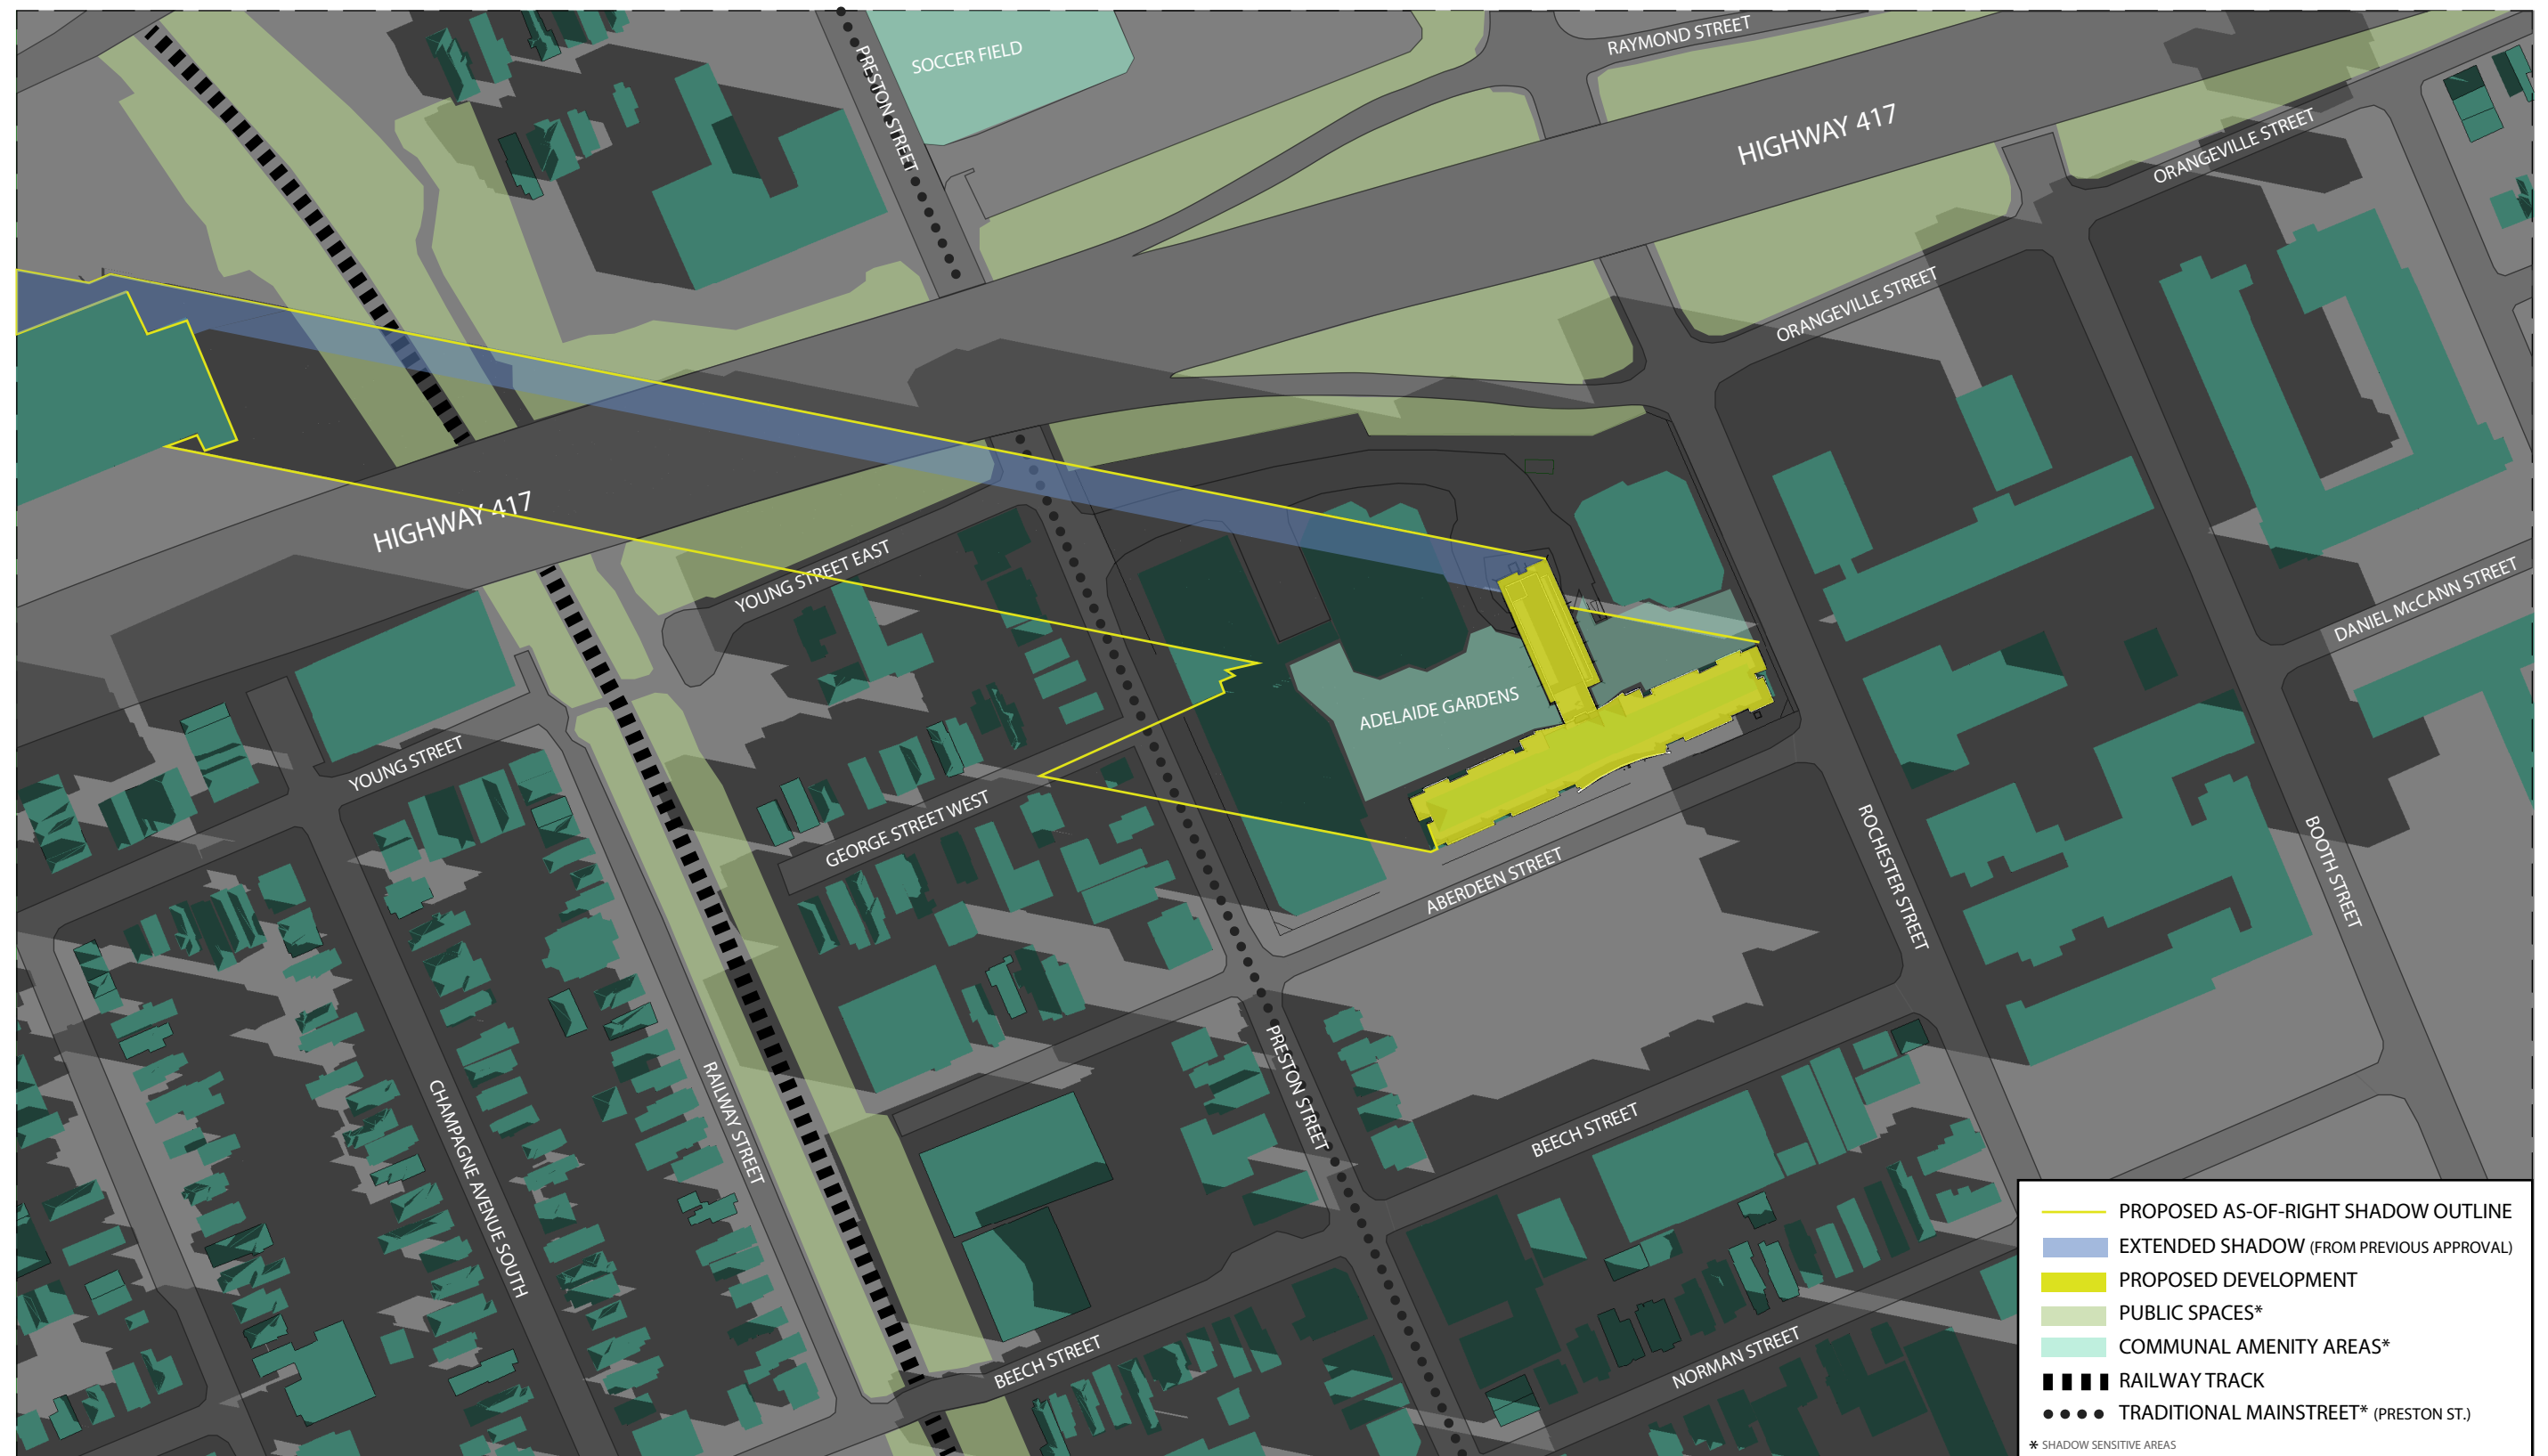 RAYMOND STREET
SOCCER FIELD
PRESTON STREET
HIGHWAY 417
ORANGEVILLE STREET
ORANGEVILLE STREET
HIGHWAY 417
YOUNG STREET EAST
DANIEL McCANN STREET
ADELAIDE GARDENS
YOUNG STREET
GEORGE STREET WEST
ABERDEEN STREET
ROCHESTER STREET
BOOTH STREET
PRESTON STREET
RAILWAY STREET
CHAMPAGNE AVENUE SOUTH
BEECH STREET
BEECH STREET
NORMAN STREET
PROPOSED AS-OF-RIGHT SHADOW OUTLINE
EXTENDED SHADOW (FROM PREVIOUS APPROVAL)
PROPOSED DEVELOPMENT
PUBLIC SPACES*
COMMUNAL AMENITY AREAS*
RAILWAY TRACK
TRADITIONAL MAINSTREET* (PRESTON ST.)
* SHADOW SENSITIVE AREAS